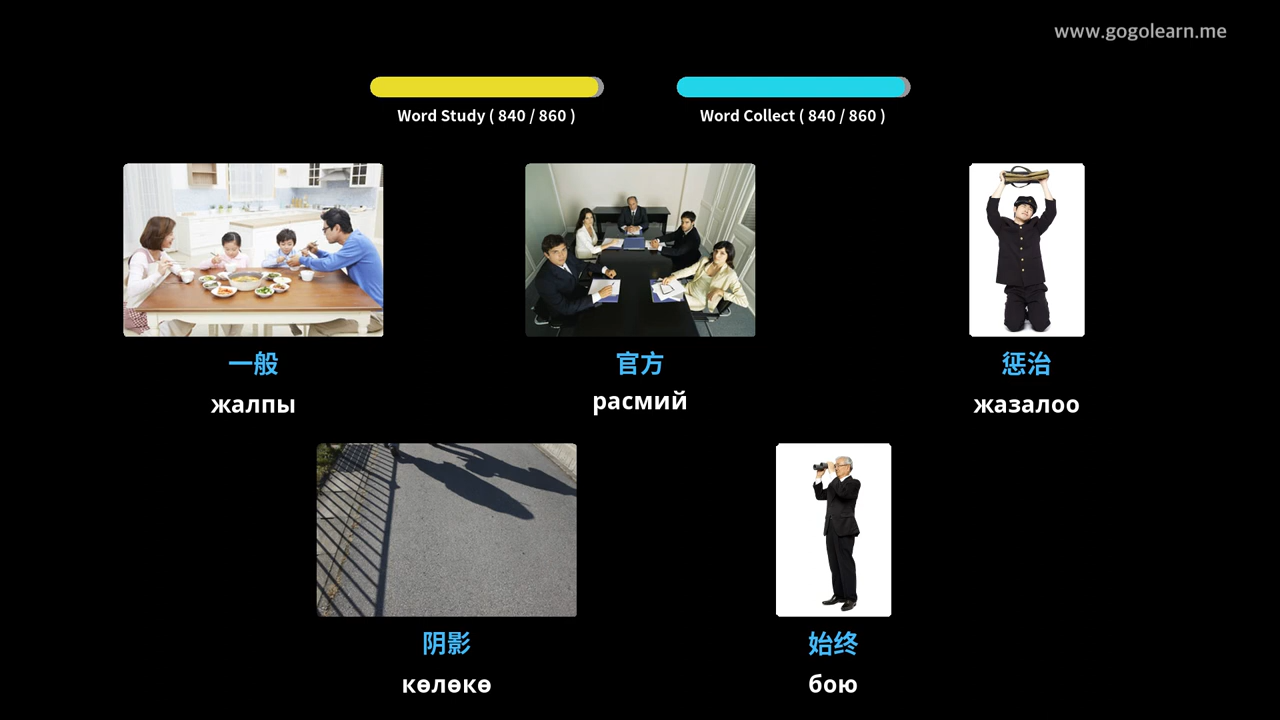 www.gogolearn.me
Word Study ( 840 / 860 )
Word Collect ( 840 / 860 )
一般
官方
惩治
жалпы
расмий
жазалоо
阴影
始终
көлөкө
бою